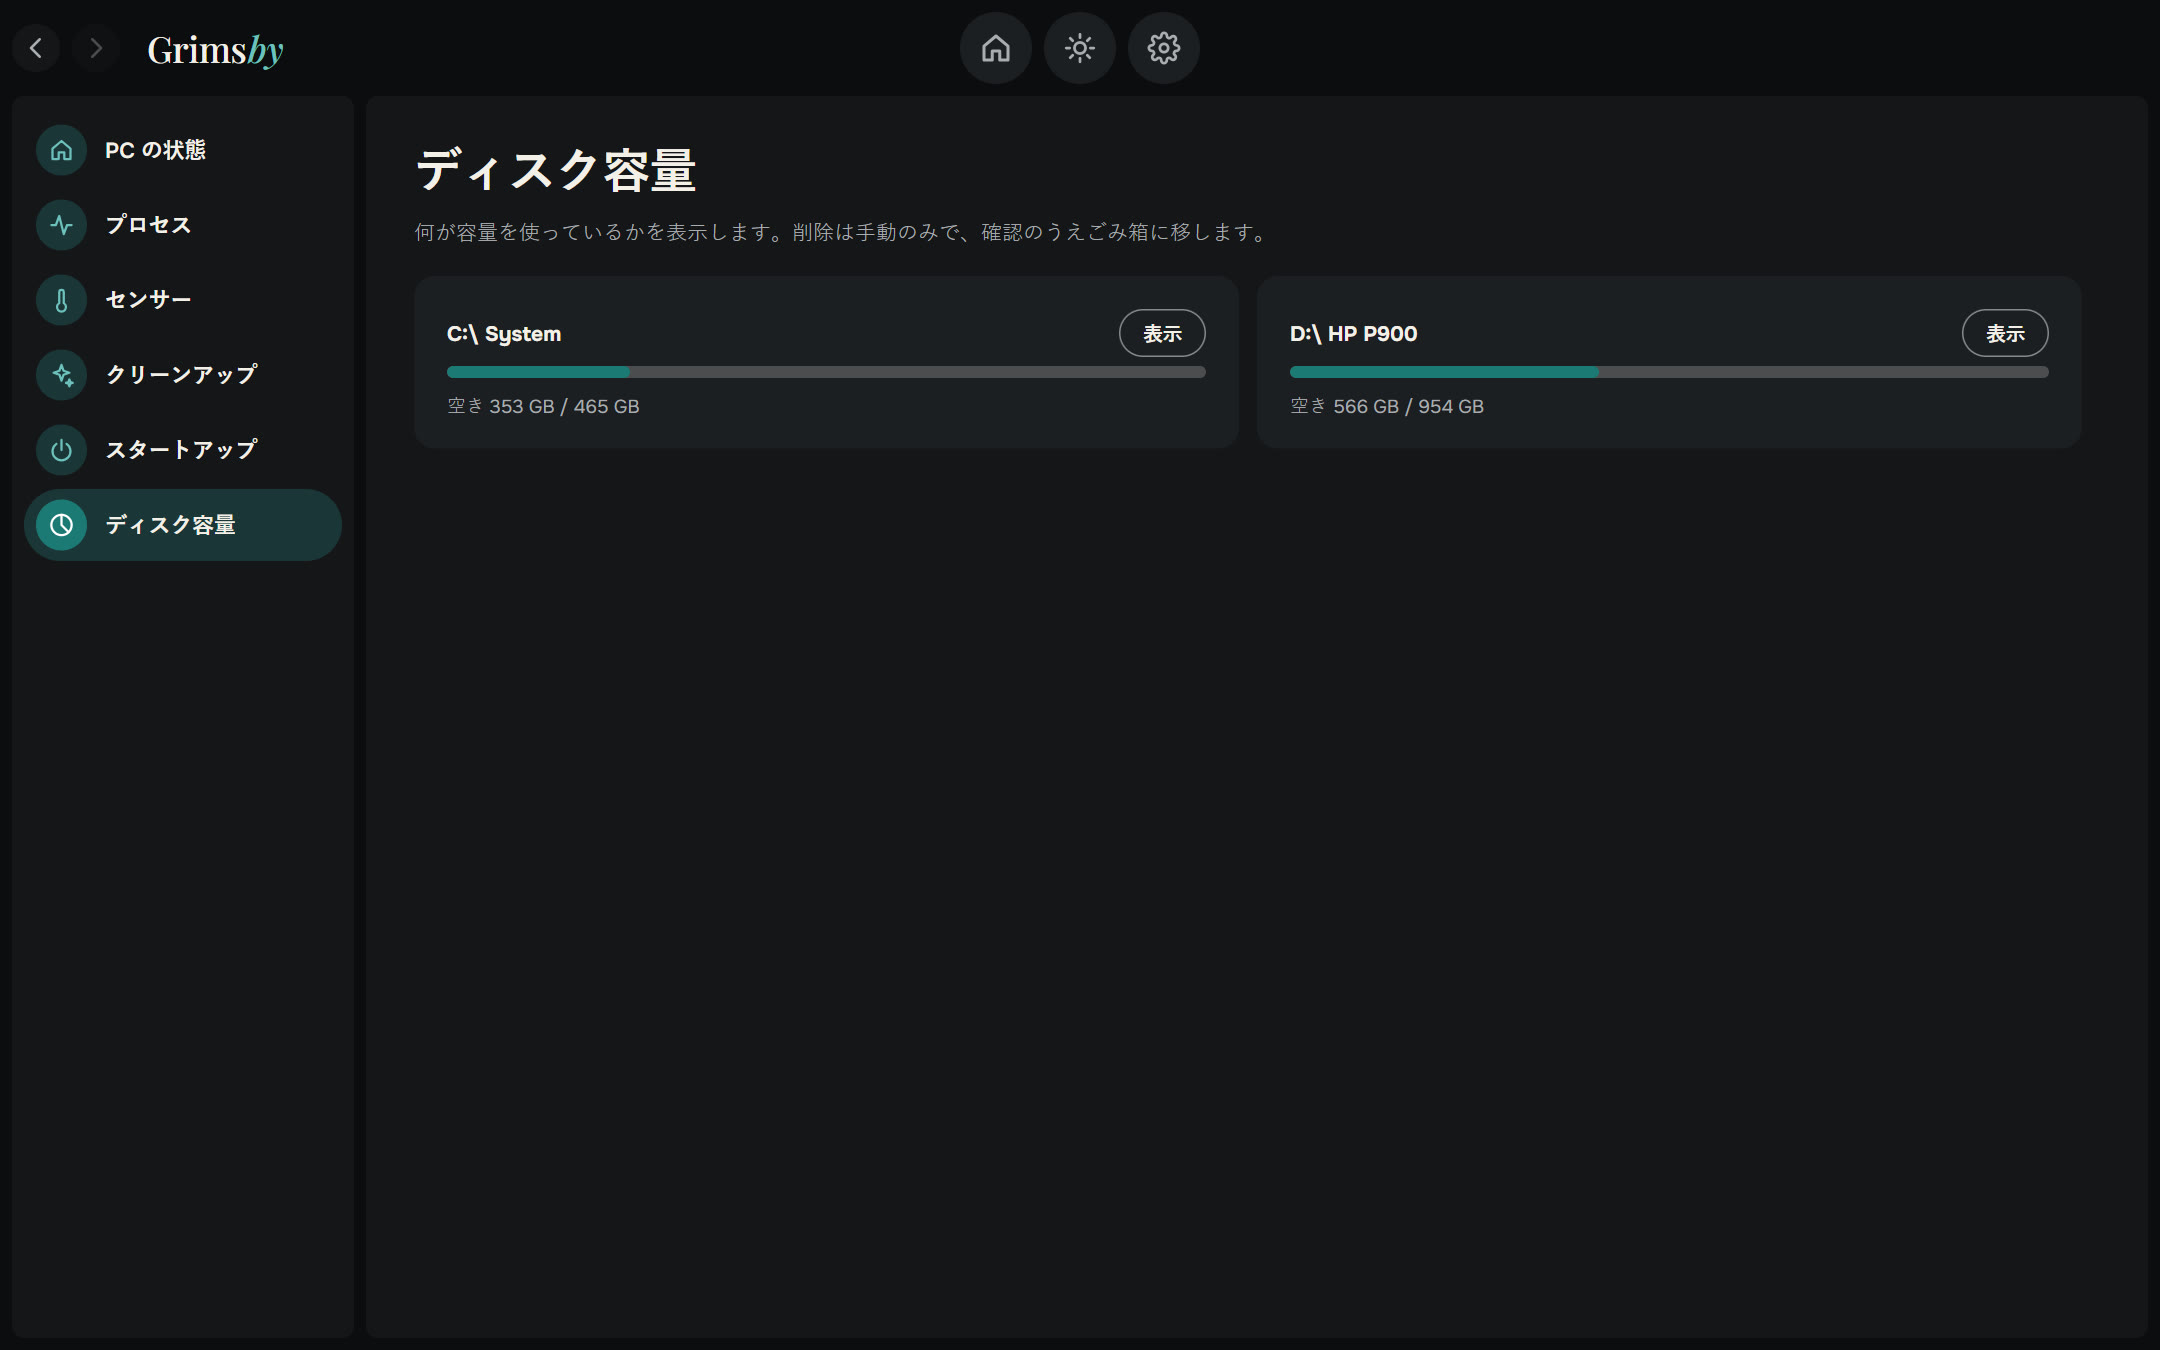 Grimsby
PC の状態
プロセス
センサー
クリーンアップ
スタートアップ
ディスク容量
ディスク容量
何が容量を使っているかを表示します。削除は手動のみで、確認のうえごみ箱に移します。
C:\ System
表示
空き 353 GB / 465 GB
D:\ HP P900
表示
空き 566 GB / 954 GB